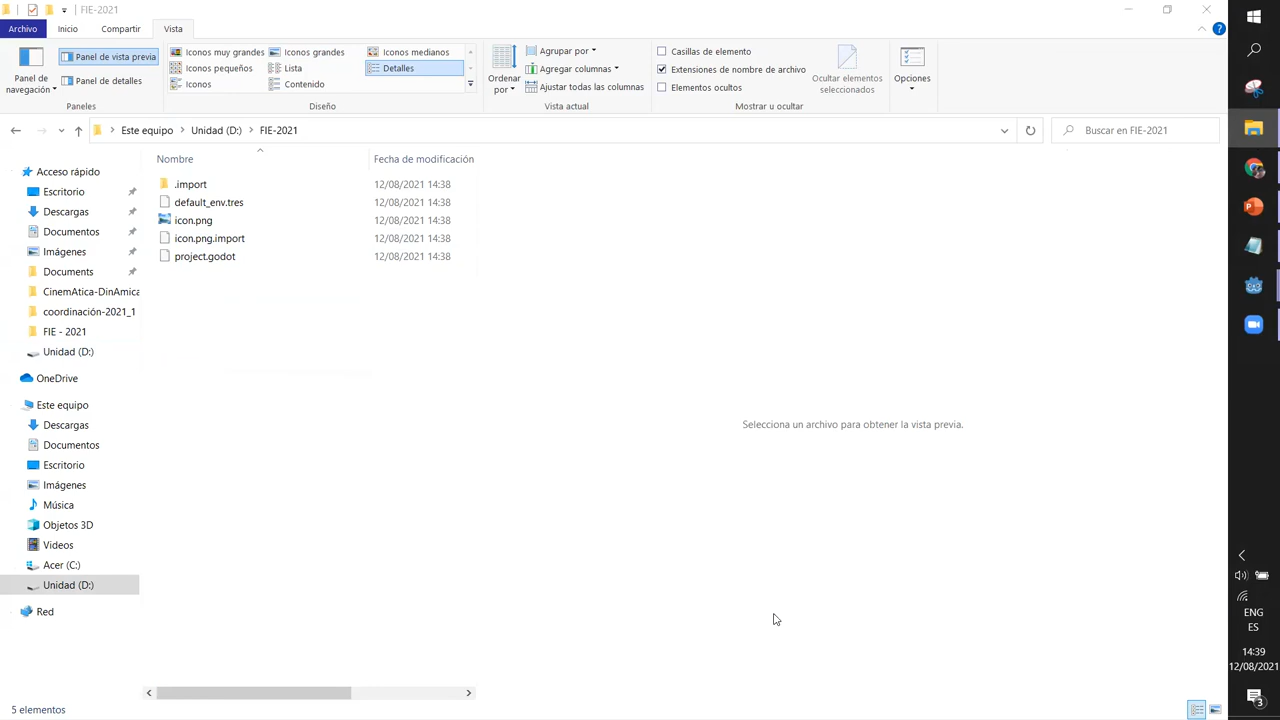 FIE-2021
Archivo Inicio Compartir Vista
Panel de navegación
Panel de vista previa
Panel de detalles
Paneles
Iconos muy grandes Iconos grandes Iconos medianos
Iconos pequeños Lista Detalles
Iconos Contenido
Diseño
Ordenar por
Agrupar por
Agregar columnas
Ajustar todas las columnas
Vista actual
Casillas de elemento
Extensiones de nombre de archivo
Elementos ocultos
Ocultar elementos seleccionados
Mostrar u ocultar
Opciones
Este equipo > Unidad (D:) > FIE-2021
Buscar en FIE-2021
Acceso rápido
Escritorio
Descargas
Documentos
Imágenes
Documents
CinemAtica-DinAmica
coordinación-2021_1
FIE - 2021
Unidad (D:)
OneDrive
Este equipo
Descargas
Documentos
Escritorio
Imágenes
Música
Objetos 3D
Videos
Acer (C:)
Unidad (D:)
Red
Nombre Fecha de modificación
.import 12/08/2021 14:38
default_env.tres 12/08/2021 14:38
icon.png 12/08/2021 14:38
icon.png.import 12/08/2021 14:38
project.godot 12/08/2021 14:38
Selecciona un archivo para obtener la vista previa.
5 elementos
ENG
ES
14:39
12/08/2021
3